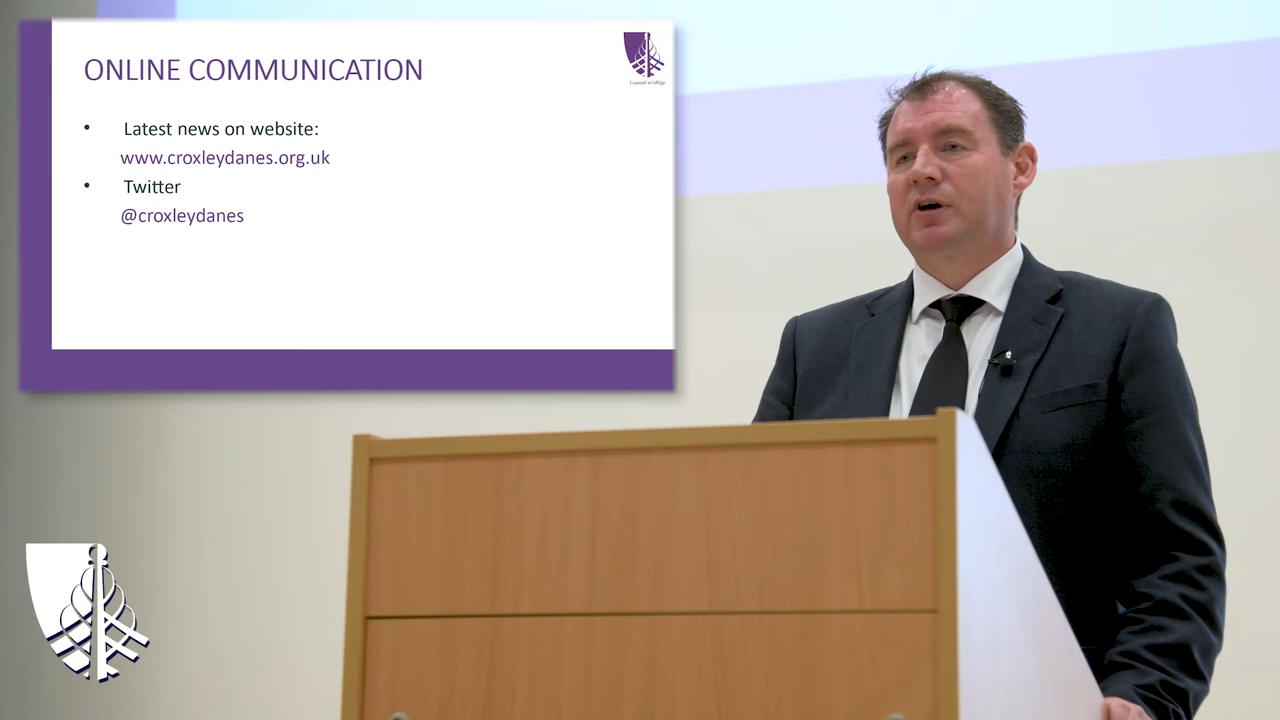 ONLINE COMMUNICATION
• Latest news on website:
www.croxleydanes.org.uk
• Twitter
@croxleydanes